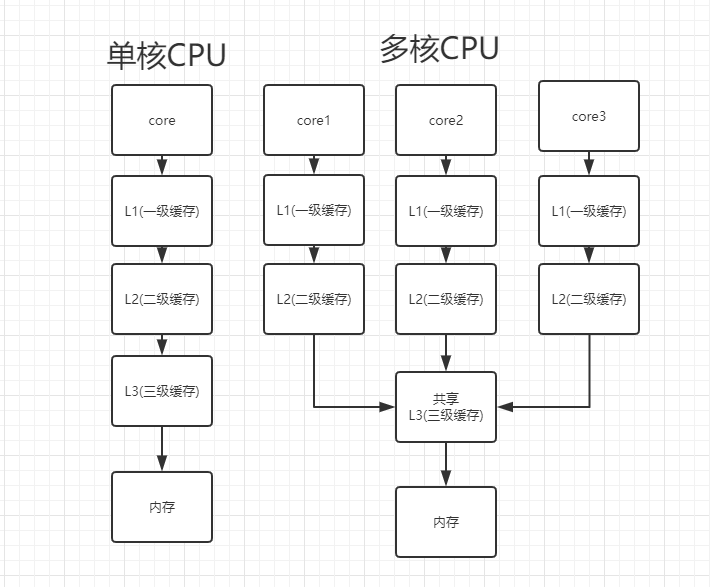 单核CPU
core
L1(一级缓存)
L2(二级缓存)
L3(三级缓存)
内存
多核CPU
core1
core2
core3
L1(一级缓存)
L1(一级缓存)
L1(一级缓存)
L2(二级缓存)
L2(二级缓存)
L2(二级缓存)
共享
L3(三级缓存)
内存